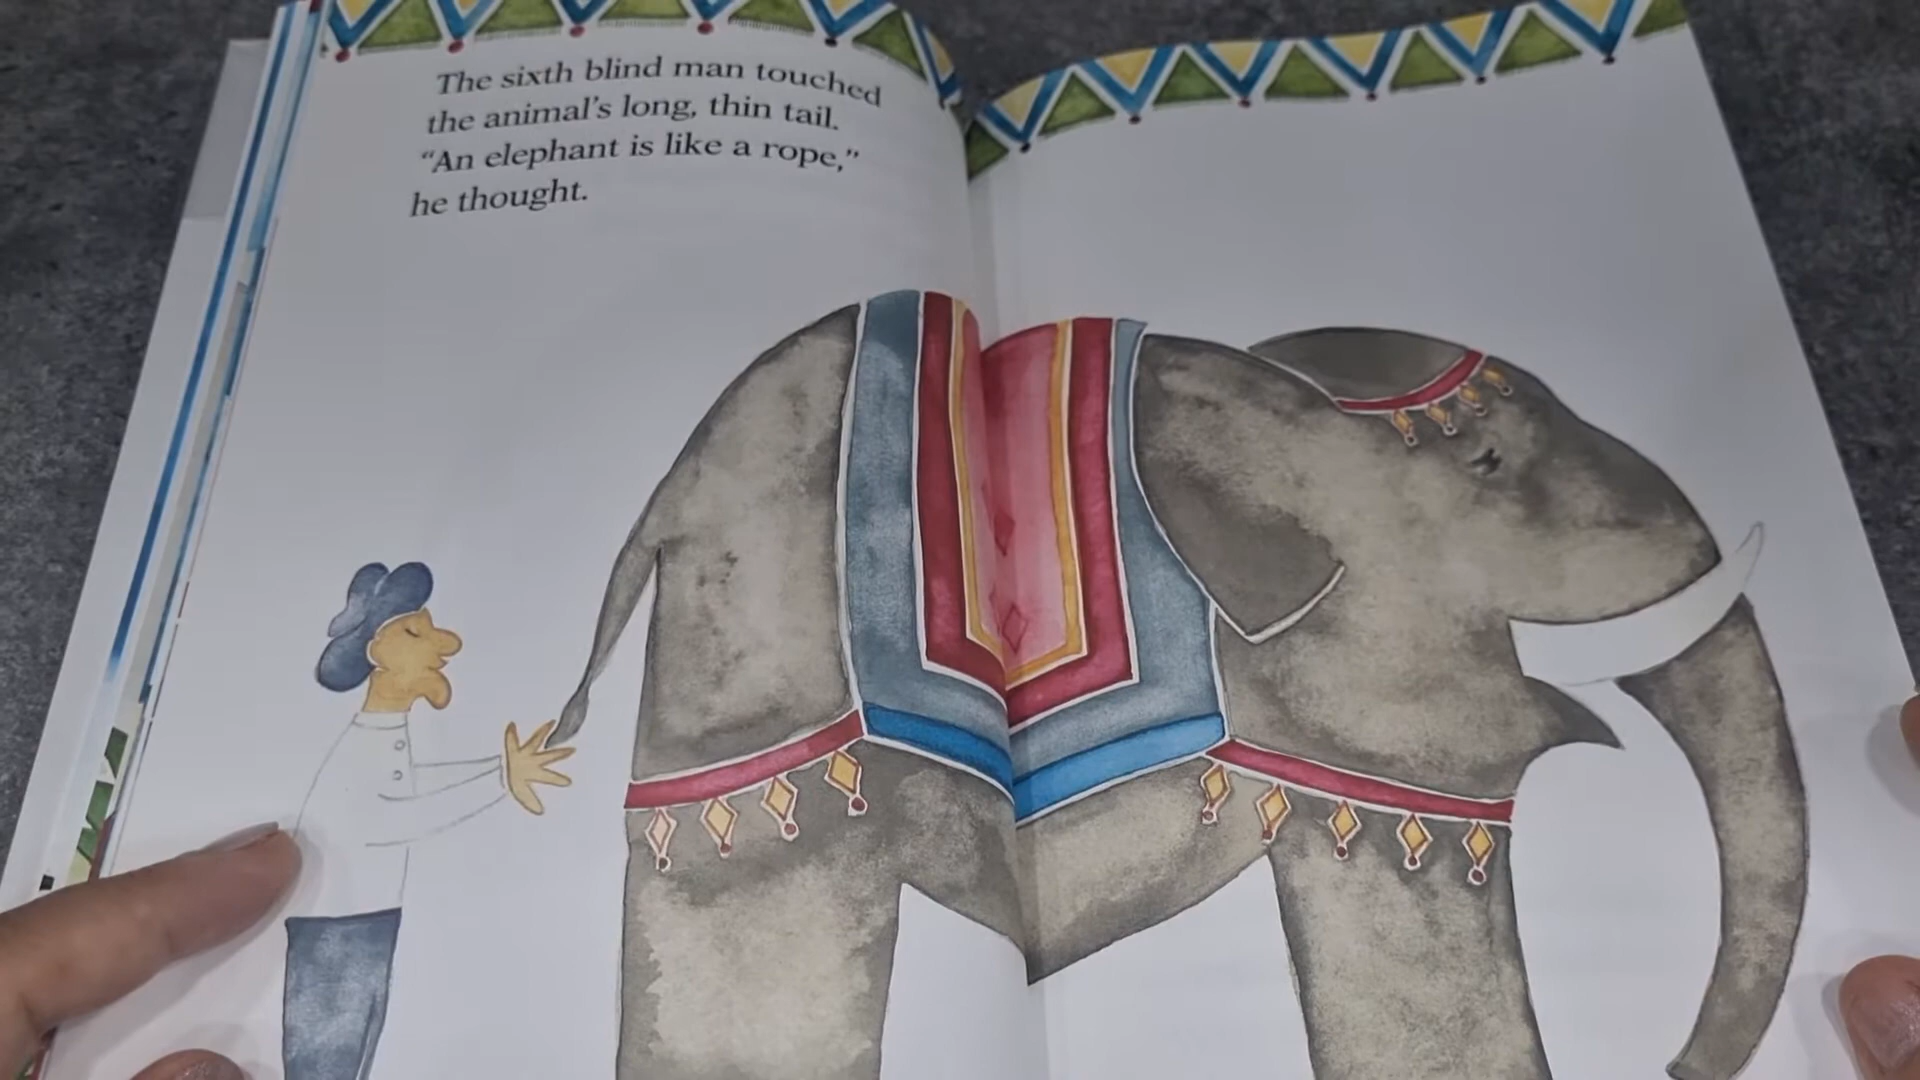 The sixth blind man touched
the animal's long, thin tail.
“An elephant is like a rope,”
he thought.